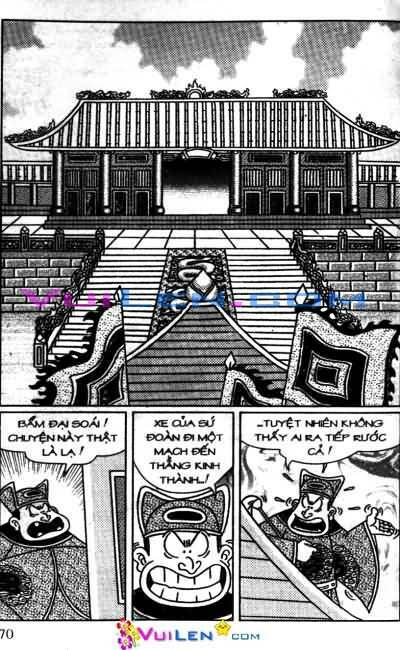 VuiLen.com
BẨM ĐẠI SOÁI!
CHUYỆN NÀY THẬT
LÀ LẠ!
XE CỦA SỨ
ĐOÀN ĐI MỘT
MẠCH ĐẾN
THẲNG KINH
THÀNH...!
...TUYỆT NHIÊN KHÔNG
THẤY AI RA TIẾP RƯỚC
CẢ!
70
VuiLen.com